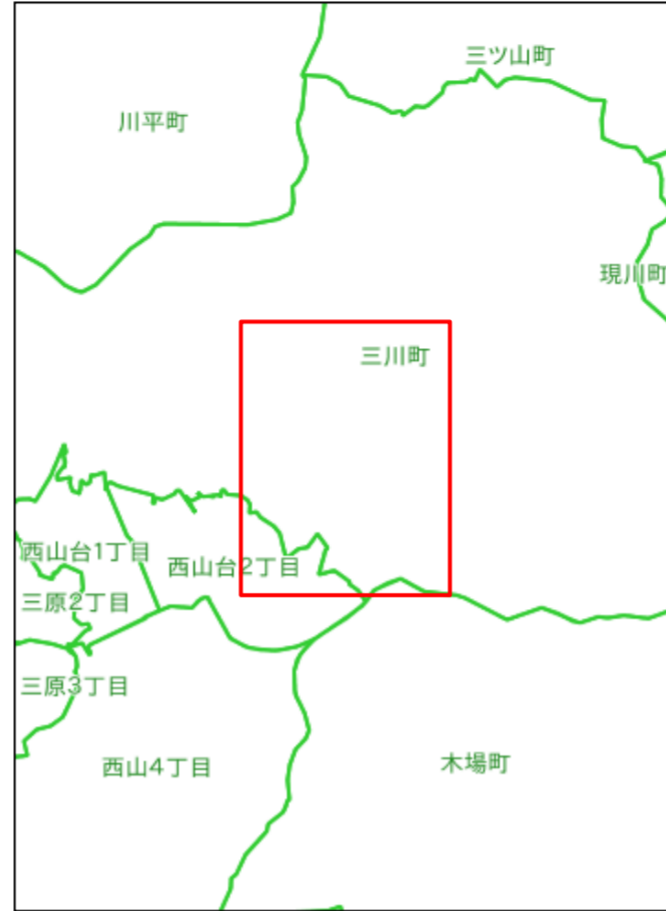 三ツ山町
川平町
現川町
三川町
西山台1丁目
西山台2丁目
三原2丁目
三原3丁目
西山4丁目
木場町